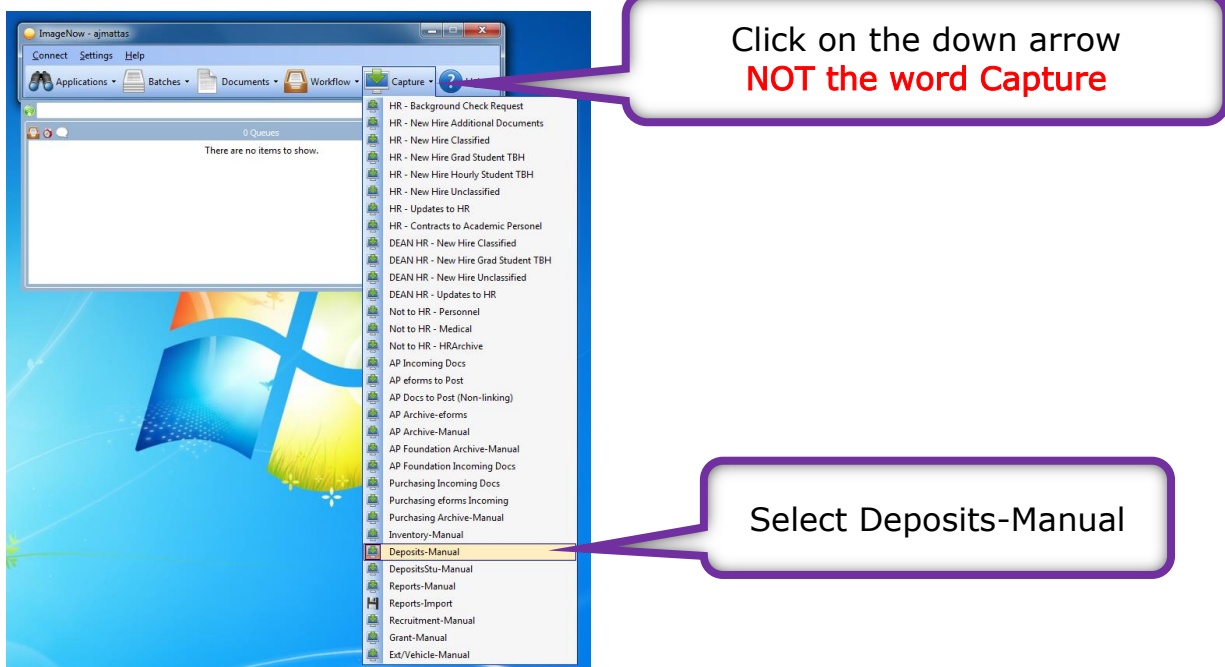 ImageNow - ajmattas
Connect Settings Help
Applications Batches Documents Workflow Capture
0 Queues
There are no items to show.
HR - Background Check Request
HR - New Hire Additional Documents
HR - New Hire Classified
HR - New Hire Grad Student TBH
HR - New Hire Hourly Student TBH
HR - New Hire Unclassified
HR - Updates to HR
HR - Contracts to Academic Personel
DEAN HR - New Hire Classified
DEAN HR - New Hire Grad Student TBH
DEAN HR - New Hire Unclassified
DEAN HR - Updates to HR
Not to HR - Personnel
Not to HR - Medical
Not to HR - HRArchive
AP Incoming Docs
AP eforms to Post
AP Docs to Post (Non-linking)
AP Archive-eforms
AP Archive-Manual
AP Foundation Archive-Manual
AP Foundation Incoming Docs
Purchasing Incoming Docs
Purchasing eforms Incoming
Purchasing Archive-Manual
Inventory-Manual
Deposits-Manual
DepositsStu-Manual
Reports-Manual
Reports-Import
Recruitment-Manual
Grant-Manual
Ext/Vehicle-Manual
Click on the down arrow
NOT the word Capture
Select Deposits-Manual